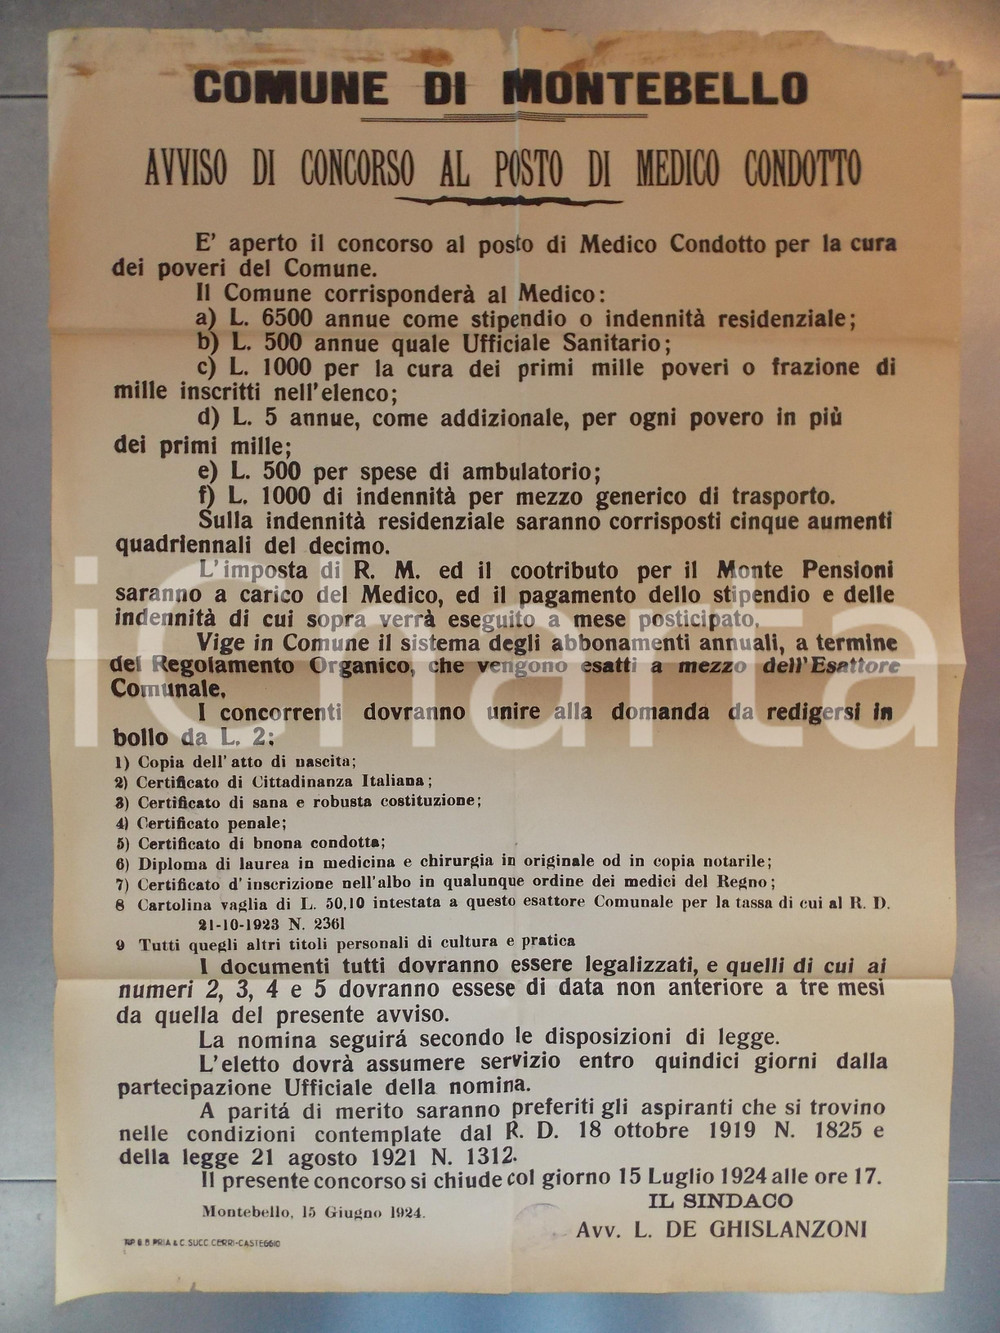 COMUNE DI MONTEBELLO
AVVISO DI CONCORSO AL POSTO DI MEDICO CONDOTTO
E' aperto il concorso al posto di Medico Condotto per la cura
dei poveri del Comune.
Il Comune corrisponderà al Medico:
a) L. 6500 annue come stipendio o indennità residenziale;
b) L. 500 annue quale Ufficiale Sanitario;
c) L. 1000 per la cura dei primi mille poveri o frazione di
mille inscritti nell'elenco;
d) L. 5 annue, come addizionale, per ogni povero in più
dei primi mille;
e) L. 500 per spese di ambulatorio;
f) L. 1000 di indennità per mezzo generico di trasporto.
Sulla indennità residenziale saranno corrisposti cinque aumenti
quadriennali del decimo.
L'imposta di R. M. ed il cootributo per il Monte Pensioni
saranno a carico del Medico, ed il pagamento dello stipendio e delle
indennità di cui sopra verrà eseguito a mese posticipato.
Vige in Comune il sistema degli abbonamenti annuali, a termine
del Regolamento Organico, che vengono esatti a mezzo dell'Esattore
Comunale.
I concorrenti dovranno unire alla domanda da redigersi in
bollo da L. 2:
1) Copia dell'atto di nascita;
2) Certificato di Cittadinanza Italiana;
3) Certificato di sana e robusta costituzione;
4) Certificato penale;
5) Certificato di bnona condotta;
6) Diploma di laurea in medicina e chirurgia in originale od in copia notarile;
7) Certificato d'inscrizione nell'albo in qualunque ordine dei medici del Regno;
8 Cartolina vaglia di L. 50,10 intestata a questo esattore Comunale per la tassa di cui al R. D.
21-10-1923 N. 2361
9 Tutti quegli altri titoli personali di cultura e pratica
I documenti tutti dovranno essere legalizzati, e quelli di cui ai
numeri 2, 3, 4 e 5 dovranno essese di data non anteriore a tre mesi
da quella del presente avviso.
La nomina seguirá secondo le disposizioni di legge.
L'eletto dovrà assumere servizio entro quindici giorni dalla
partecipazione Ufficiale della nomina.
A paritá di merito saranno preferiti gli aspiranti che si trovino
nelle condizioni contemplate dal R. D. 18 ottobre 1919 N. 1825 e
della legge 21 agosto 1921 N. 1312.
Il presente concorso si chiude col giorno 15 Luglio 1924 alle ore 17.
IL SINDACO
Montebello, 15 Giugno 1924.
Avv. L. DE GHISLANZONI
TIP. G. B. PRIA & C. SUCC. CERRI-CASTEGGIO
iCharta